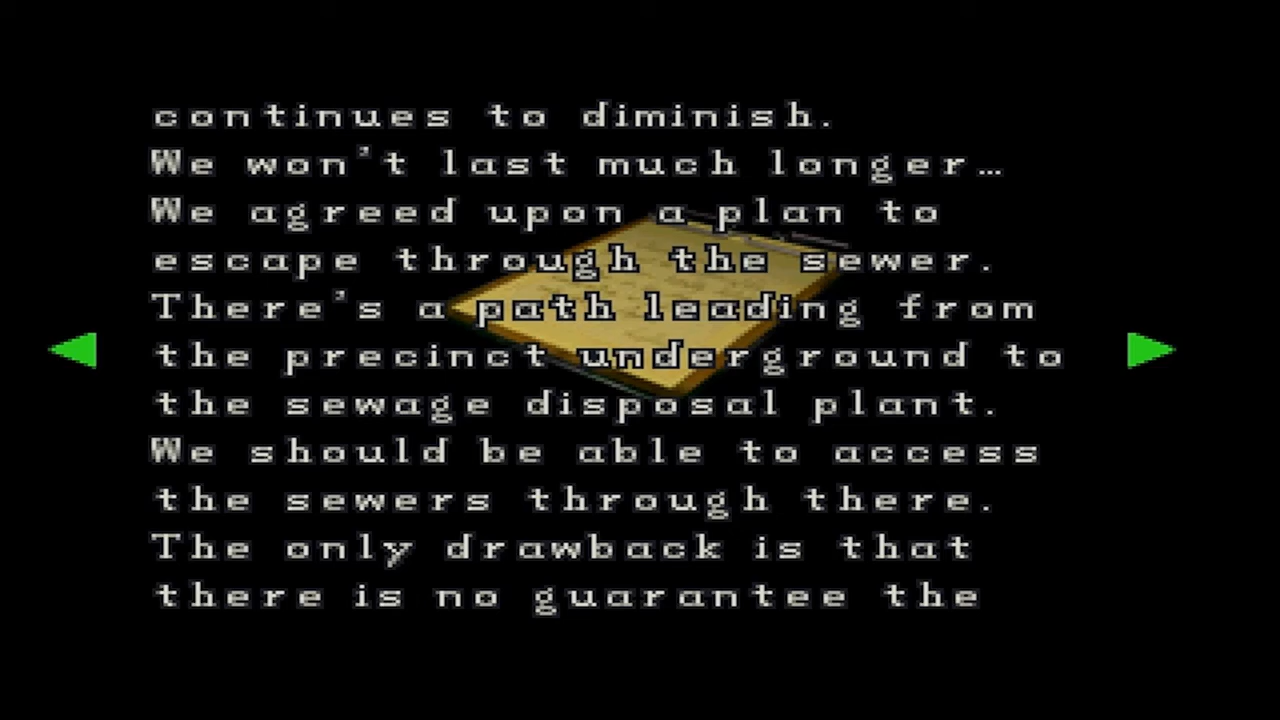 continues to diminish.
We won't last much longer…
We agreed upon a plan to
escape through the sewer.
There's a path leading from
the precinct underground to
the sewage disposal plant.
We should be able to access
the sewers through there.
The only drawback is that
there is no guarantee the